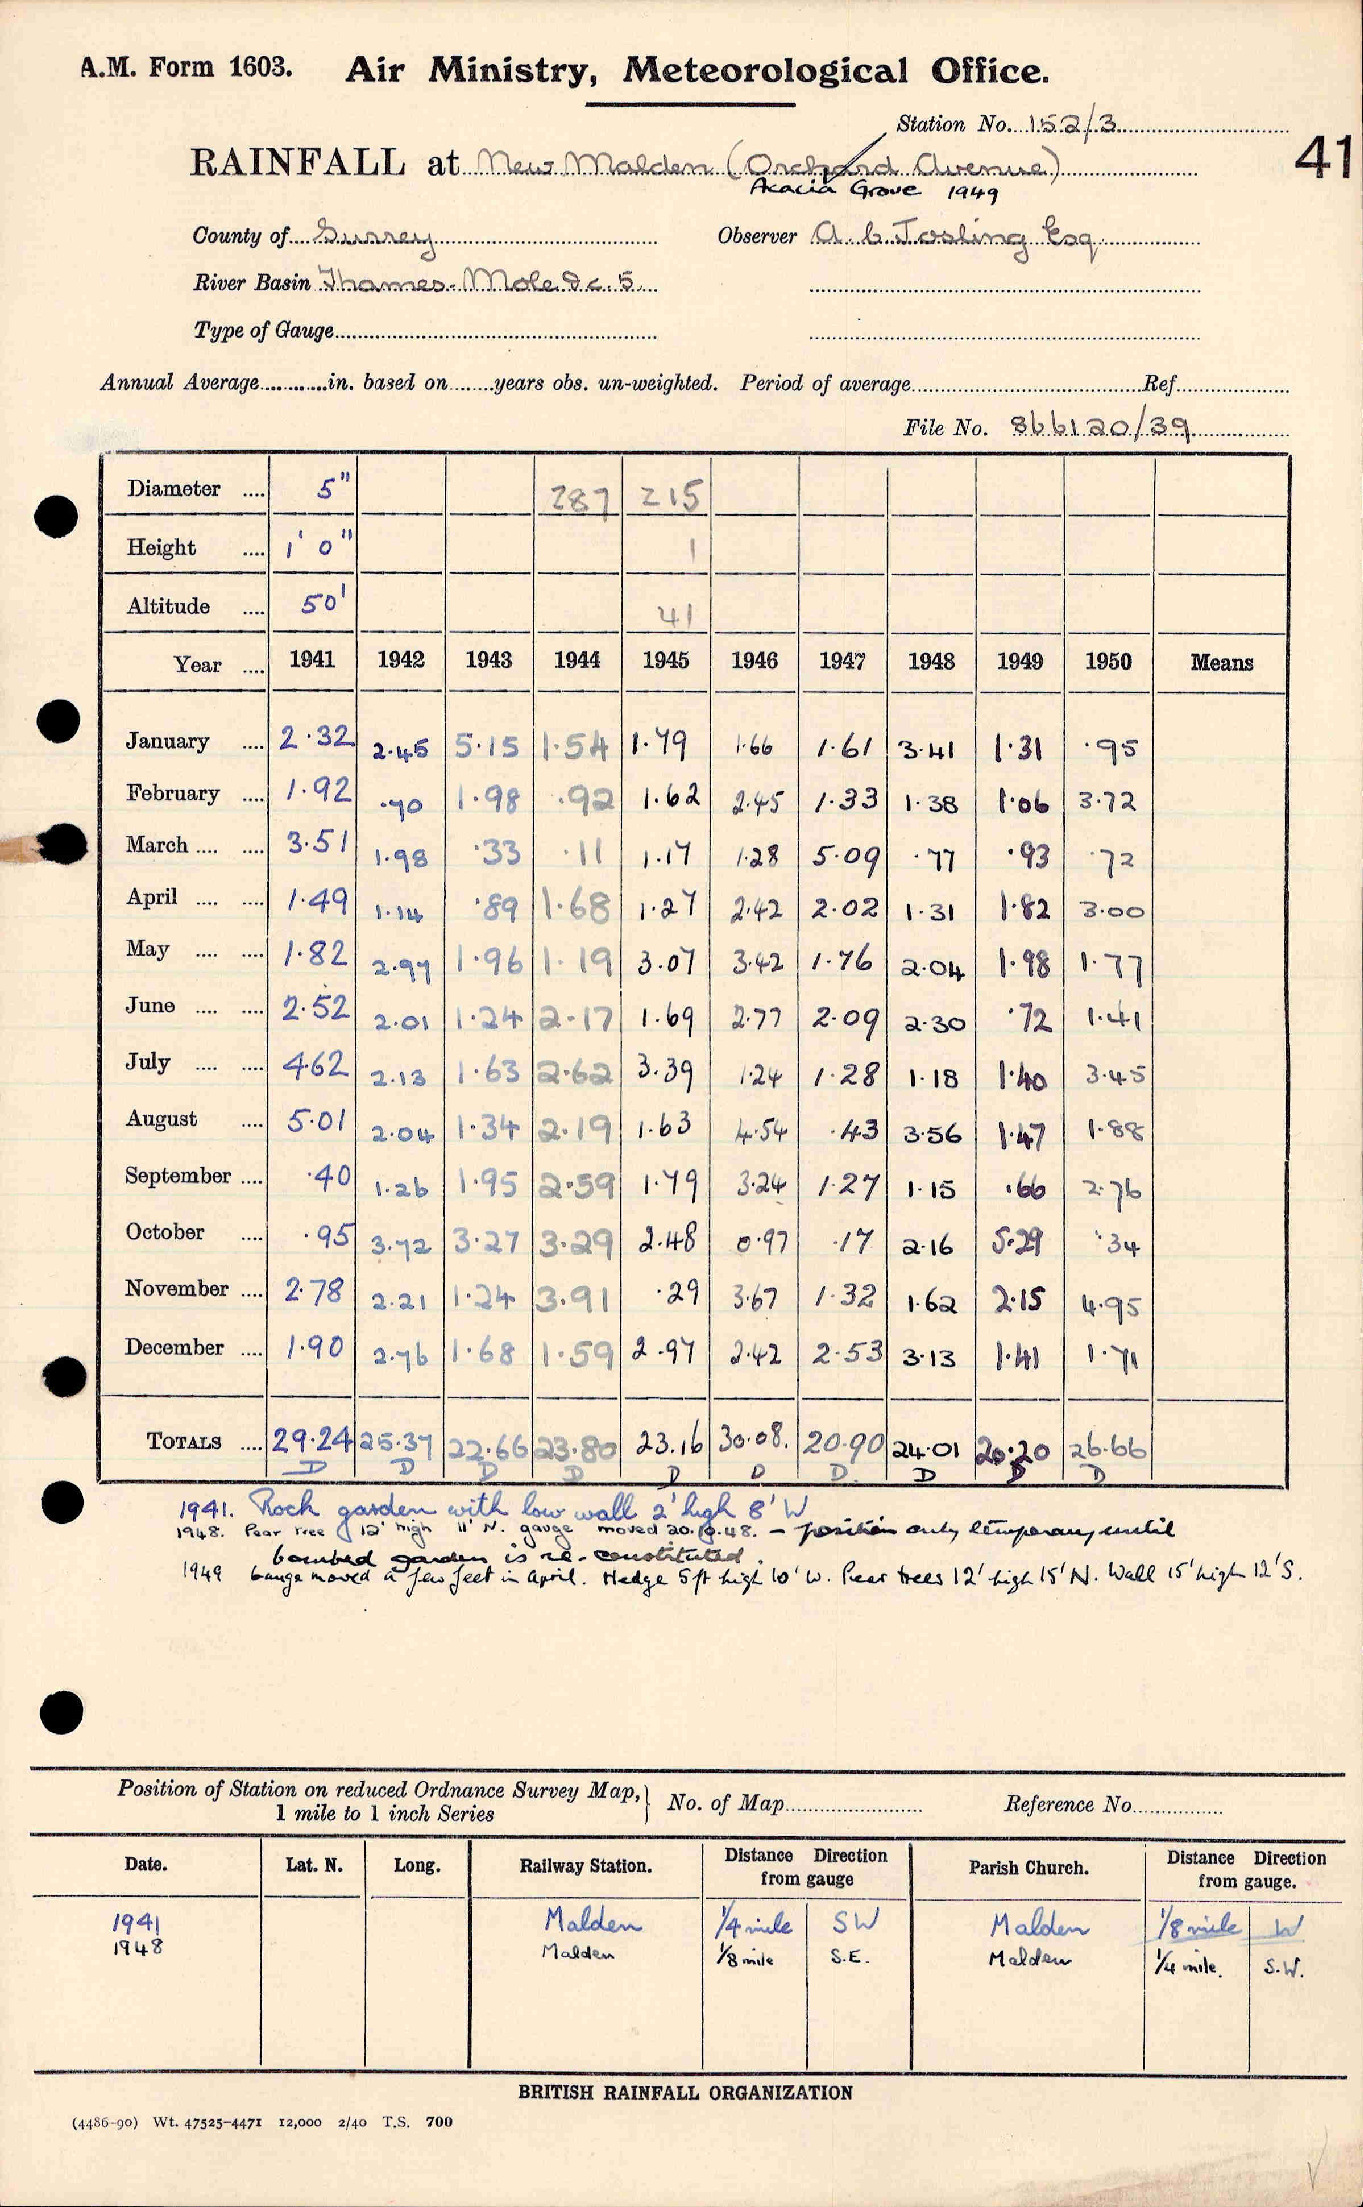 A.M. Form 1603. Air Ministry, Meteorological Office.
Station No. 152/3
RAINFALL at New Malden (Orchard Avenue) 41
Acacia Grove 1949
County of Surrey Observer A. C. Josling Esq.
River Basin Thames. Mole &c. 5
Type of Gauge
Annual Average in. based on years obs. un-weighted. Period of average Ref
File No. 866120/39
Diameter 5" 287 215
Height 1' 0" 1
Altitude 50' 41
Year 1941 1942 1943 1944 1945 1946 1947 1948 1949 1950 Means
January 2.32 2.45 5.15 1.54 1.79 1.66 1.61 3.41 1.31 .95
February 1.92 .70 1.98 .92 1.62 2.45 1.33 1.38 1.06 3.72
March 3.51 1.98 .33 .11 1.17 1.28 5.09 .77 .93 .72
April 1.49 1.14 .89 1.68 1.27 2.42 2.02 1.31 1.82 3.00
May 1.82 2.97 1.96 1.19 3.07 3.42 1.76 2.04 1.98 1.77
June 2.52 2.01 1.24 2.17 1.69 2.77 2.09 2.30 .72 1.41
July 4.62 2.13 1.63 2.62 3.39 1.24 1.28 1.18 1.40 3.45
August 5.01 2.04 1.34 2.19 1.63 4.54 .43 3.56 1.47 1.88
September .40 1.26 1.95 2.59 1.79 3.24 1.27 1.15 .66 2.76
October .95 3.72 3.27 3.29 2.48 0.97 .17 2.16 5.29 .34
November 2.78 2.21 1.24 3.91 .29 3.67 1.32 1.62 2.15 4.95
December 1.90 2.76 1.68 1.59 2.97 2.42 2.53 3.13 1.41 1.71
TOTALS 29.24 25.37 22.66 23.80 23.16 30.08. 20.90 24.01 20.20 26.66
D D D D D D D. D D D
1941. Rock garden with low wall 2' high 8' W
1948. Pear tree 12' high 11' N. gauge moved 20.10.48. - position only temporary until
bombed garden is re-constituted.
1949 Gauge moved a few feet in April. Hedge 5 ft high 10' W. Pear trees 12' high 15' N. Wall 15' high 12' S.
Position of Station on reduced Ordnance Survey Map, 1 mile to 1 inch Series } No. of Map Reference No.
Date. Lat. N. Long. Railway Station. Distance Direction from gauge Parish Church. Distance Direction from gauge.
1941 Malden 1/4 mile SW Malden 1/8 mile W
1948 Malden 1/8 mile S.E. Malden 1/4 mile. S.W.
BRITISH RAINFALL ORGANIZATION
(4486-90) Wt. 47525-4471 12,000 2/40 T.S. 700